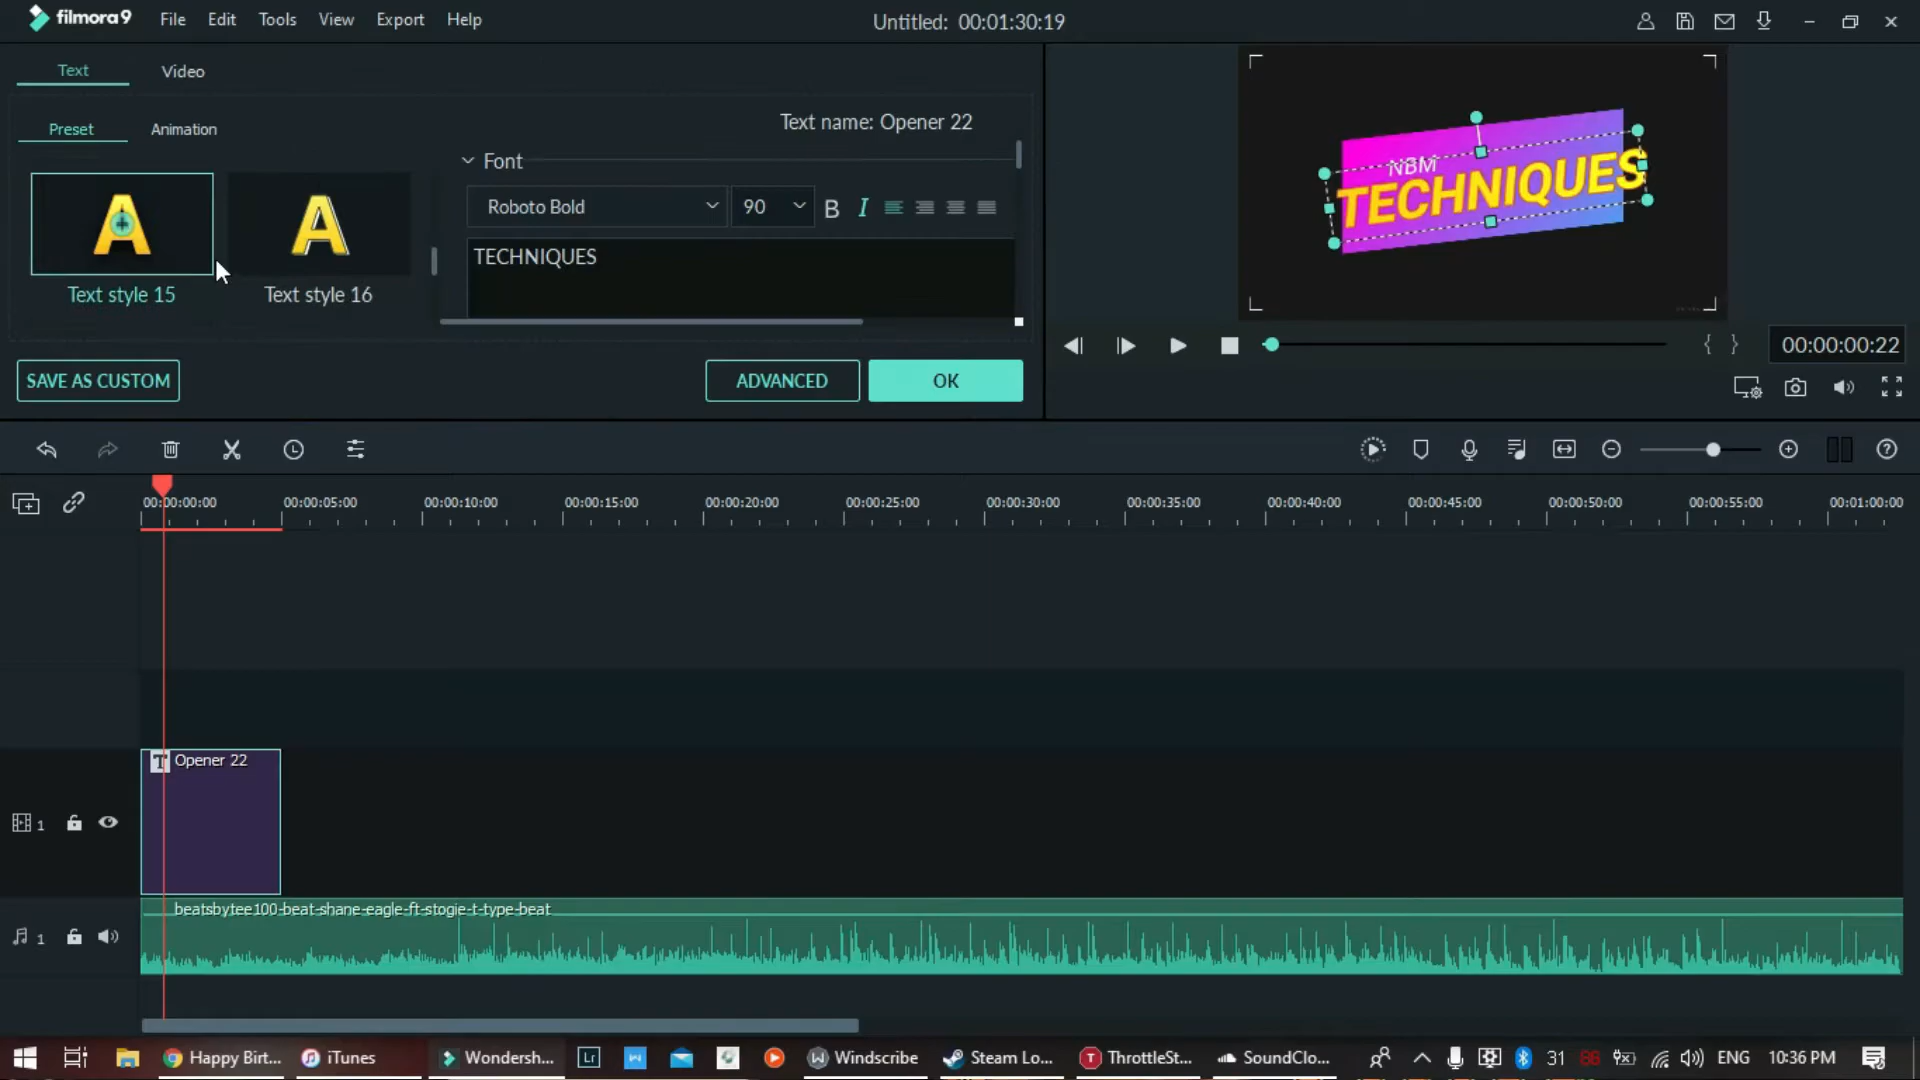 filmora9 File Edit Tools View Export Help
Untitled: 00:01:30:19
Text Video
Preset Animation
Text name: Opener 22
Font
Roboto Bold 90 B I
TECHNIQUES
A A
Text style 15 Text style 16
SAVE AS CUSTOM ADVANCED OK
NBM
TECHNIQUES
{ } 00:00:00:22
00:00:00:00 00:00:05:00 00:00:10:00 00:00:15:00 00:00:20:00 00:00:25:00 00:00:30:00 00:00:35:00 00:00:40:00 00:00:45:00 00:00:50:00 00:00:55:00 00:01:00:00
T Opener 22
1
beatsbytee100-beat-shane-eagle-ft-stogie-t-type-beat
1
Happy Birt... iTunes Wondersh... Lr Windscribe Steam Lo... T ThrottleSt... SoundClo... 31 86 ENG 10:36 PM